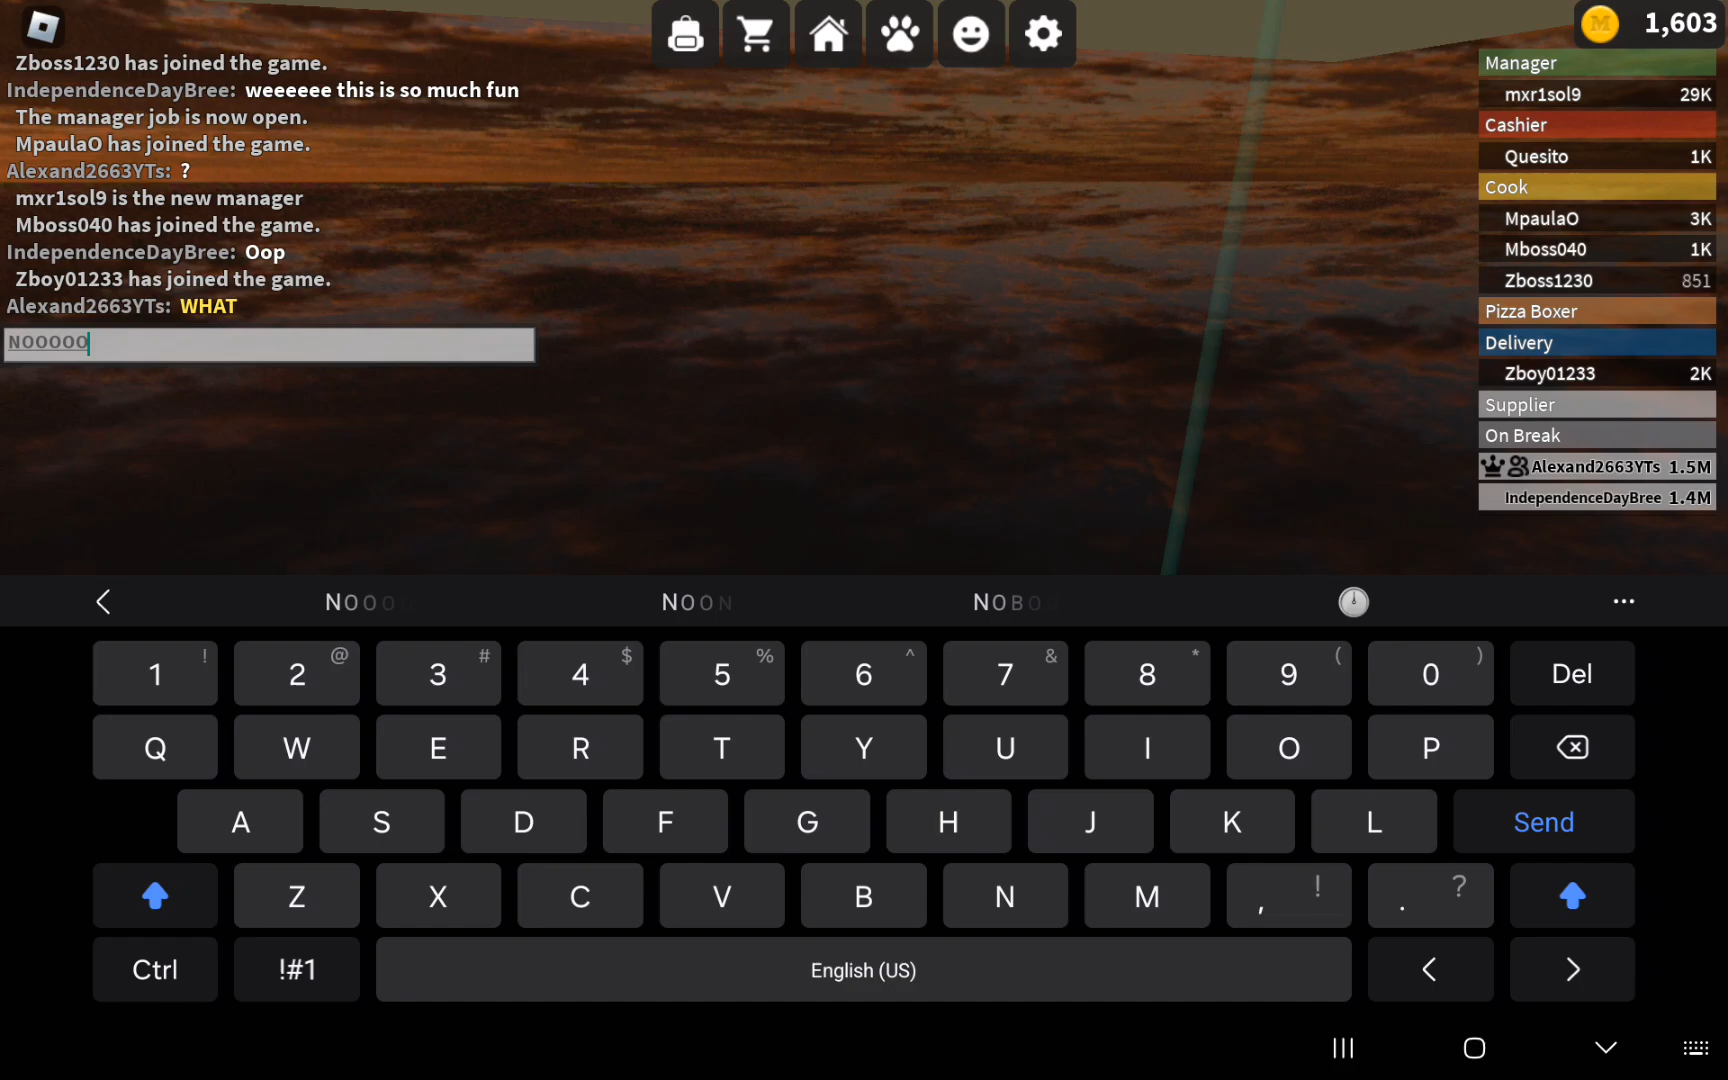 M 1,603
Zboss1230 has joined the game.
IndependenceDayBree: weeeeee this is so much fun
The manager job is now open.
MpaulaO has joined the game.
Alexand2663YTs: ?
mxr1sol9 is the new manager
Mboss040 has joined the game.
IndependenceDayBree: Oop
Zboy01233 has joined the game.
Alexand2663YTs: WHAT
NOOOOO
Manager
mxr1sol9 29K
Cashier
Quesito 1K
Cook
MpaulaO 3K
Mboss040 1K
Zboss1230 851
Pizza Boxer
Delivery
Zboy01233 2K
Supplier
On Break
Alexand2663YTs 1.5M
IndependenceDayBree 1.4M
NOOO NOON NOBO ...
1 ! 2 @ 3 # 4 $ 5 % 6 ^ 7 & 8 * 9 ( 0 ) Del
Q W E R T Y U I O P
A S D F G H J K L Send
Z X C V B N M , ! . ?
Ctrl !#1 English (US) < >